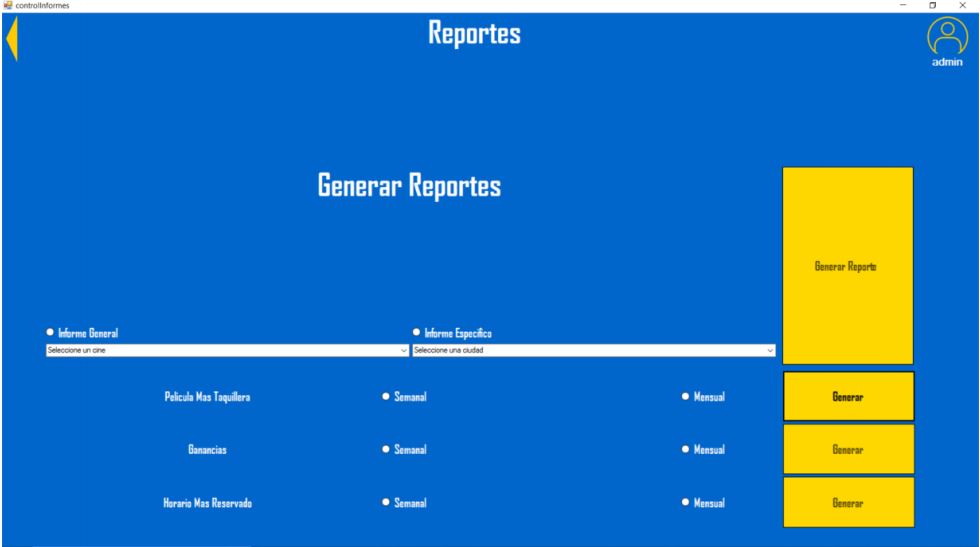 controlInformes
Reportes
admin
Generar Reportes
Generar Reporte
Informe General
Informe Específico
Seleccione un cine
Seleccione una ciudad
Pelicula Mas Taquillera
Semanal
Mensual
Generar
Ganancias
Semanal
Mensual
Generar
Horario Mas Reservado
Semanal
Mensual
Generar